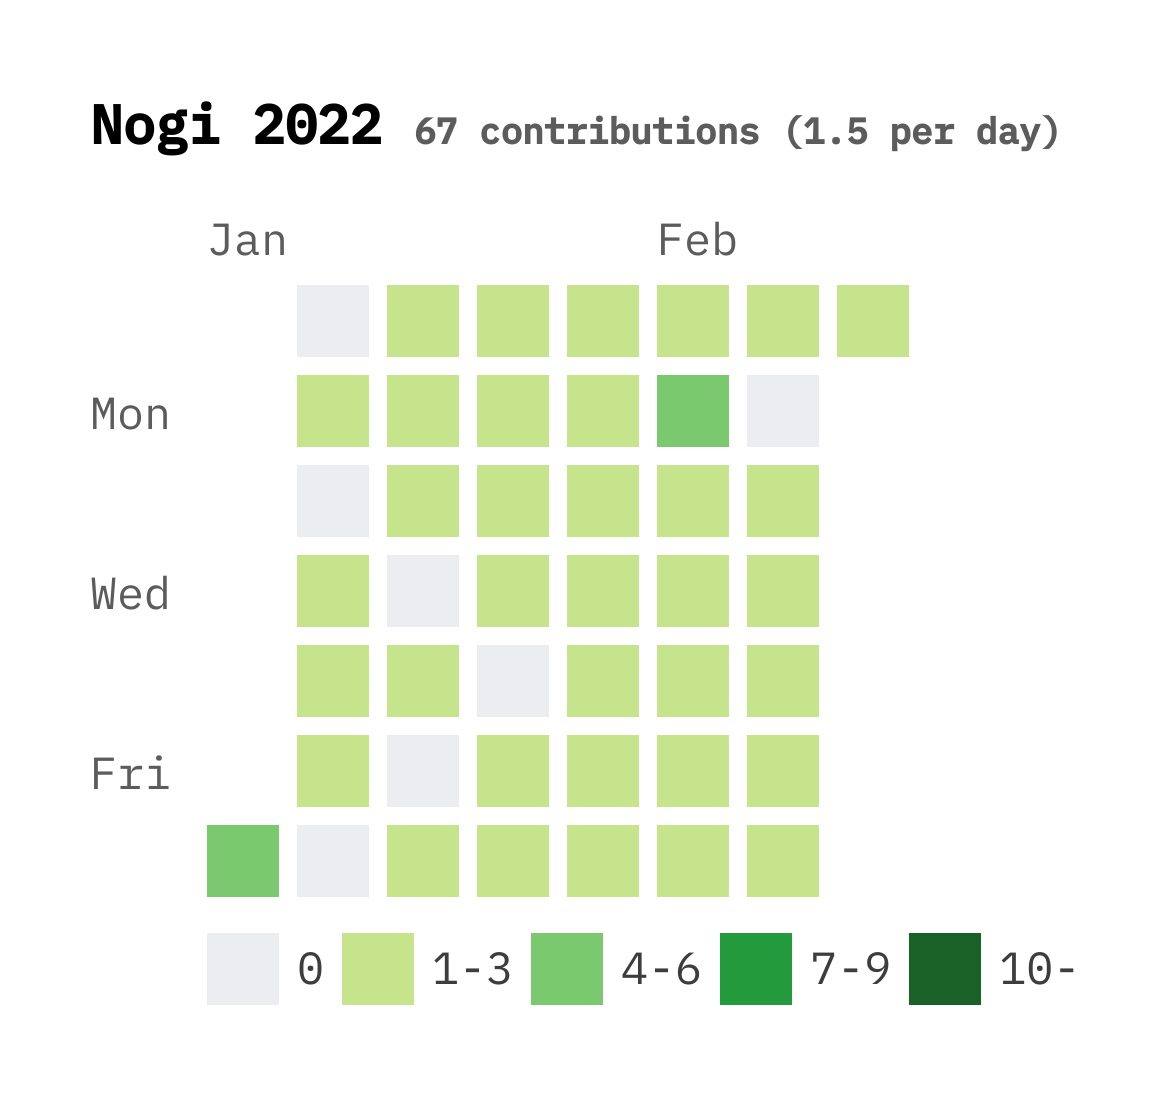 Nogi 2022 67 contributions (1.5 per day)
Jan Feb
Mon
Wed
Fri
0 1-3 4-6 7-9 10-